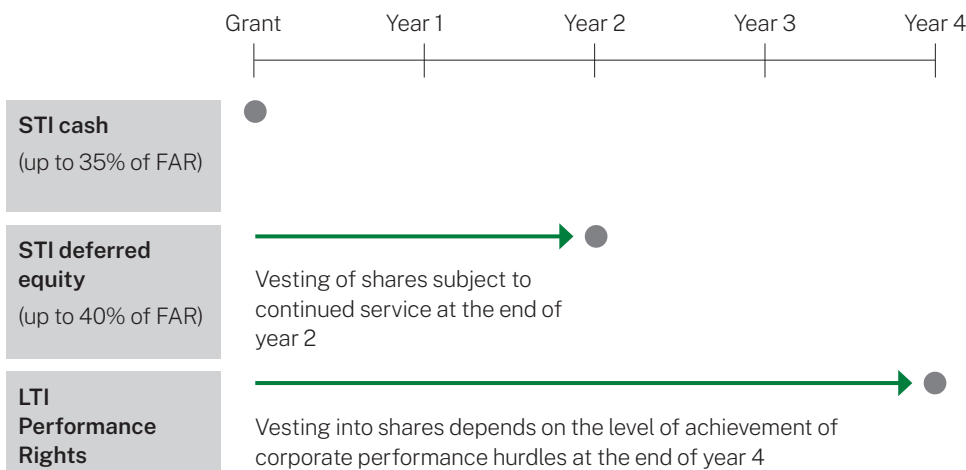 Grant Year 1 Year 2 Year 3 Year 4
STI cash
(up to 35% of FAR)
STI deferred
equity
(up to 40% of FAR)
Vesting of shares subject to
continued service at the end of
year 2
LTI
Performance
Rights
Vesting into shares depends on the level of achievement of
corporate performance hurdles at the end of year 4